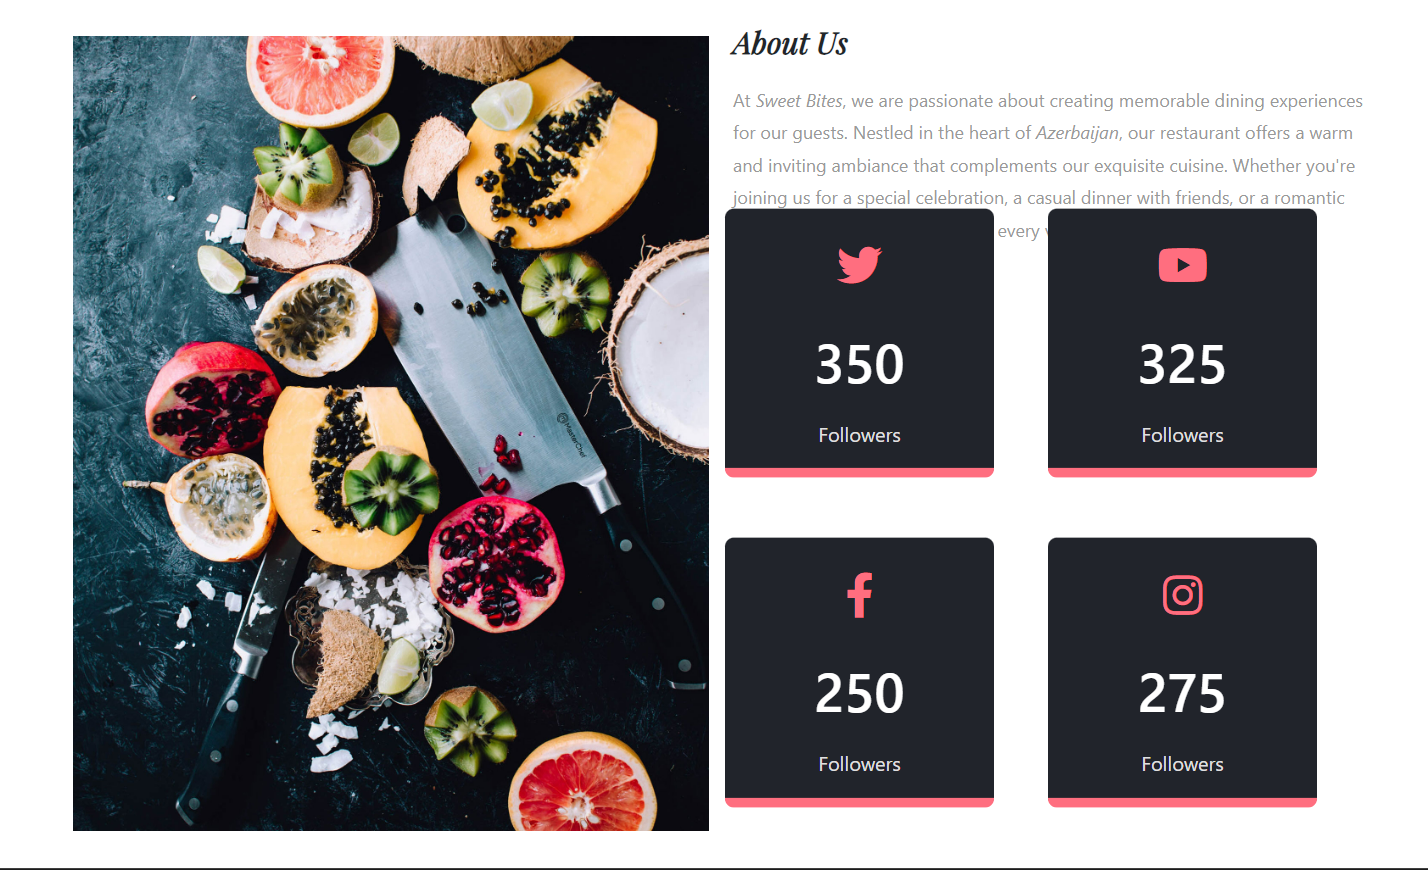 About Us
At Sweet Bites, we are passionate about creating memorable dining experiences
for our guests. Nestled in the heart of Azerbaijan, our restaurant offers a warm
and inviting ambiance that complements our exquisite cuisine. Whether you're
joining us for a special celebration, a casual dinner with friends, or a romantic
every
350
Followers
325
Followers
250
Followers
275
Followers
MasterChef